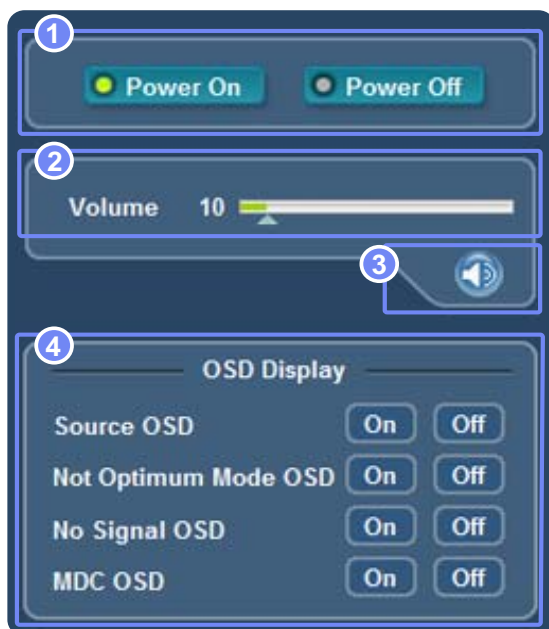 1
Power On Power Off
2
Volume 10
3
4
OSD Display
Source OSD On Off
Not Optimum Mode OSD On Off
No Signal OSD On Off
MDC OSD On Off